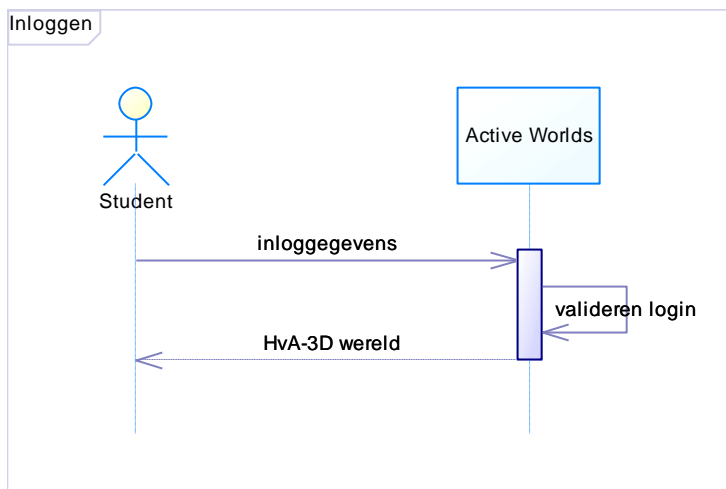 Inloggen
Active Worlds
Student
inloggegevens
valideren login
HvA-3D wereld